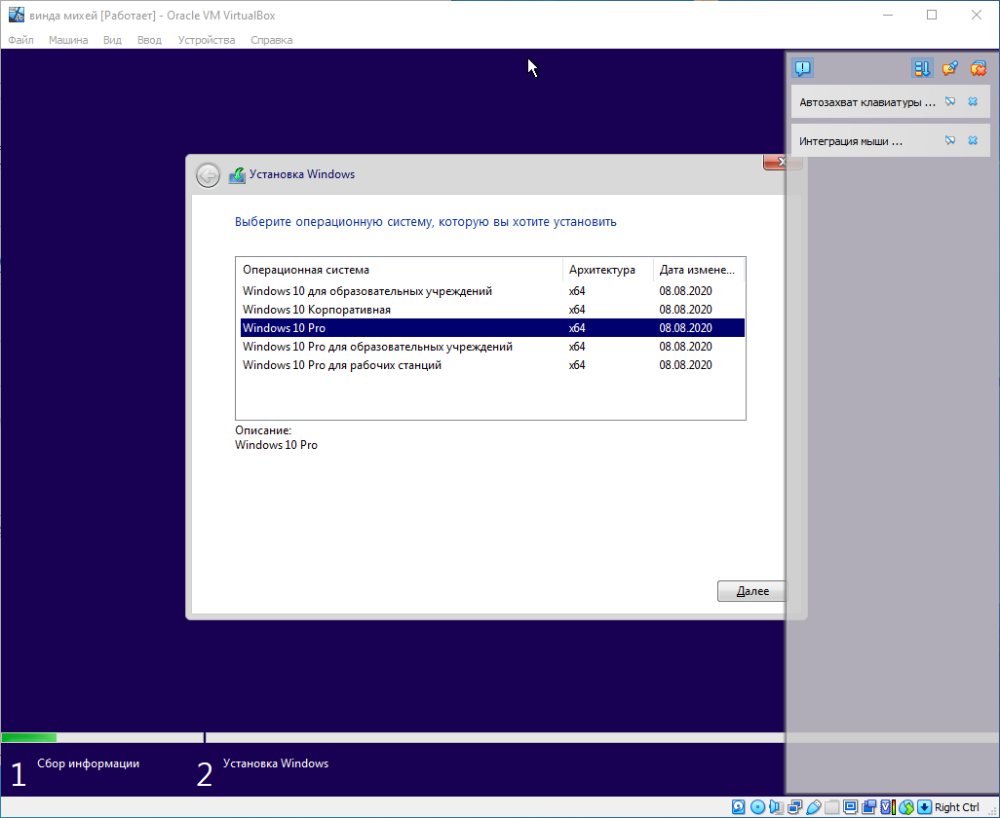 винда михей [Работает] - Oracle VM VirtualBox
Файл Машина Вид Ввод Устройства Справка
Автозахват клавиатуры ...
Интеграция мыши ...
Установка Windows
Выберите операционную систему, которую вы хотите установить
Операционная система Архитектура Дата измене...
Windows 10 для образовательных учреждений x64 08.08.2020
Windows 10 Корпоративная x64 08.08.2020
Windows 10 Pro x64 08.08.2020
Windows 10 Pro для образовательных учреждений x64 08.08.2020
Windows 10 Pro для рабочих станций x64 08.08.2020
Описание:
Windows 10 Pro
Далее
1 Сбор информации 2 Установка Windows
Right Ctrl